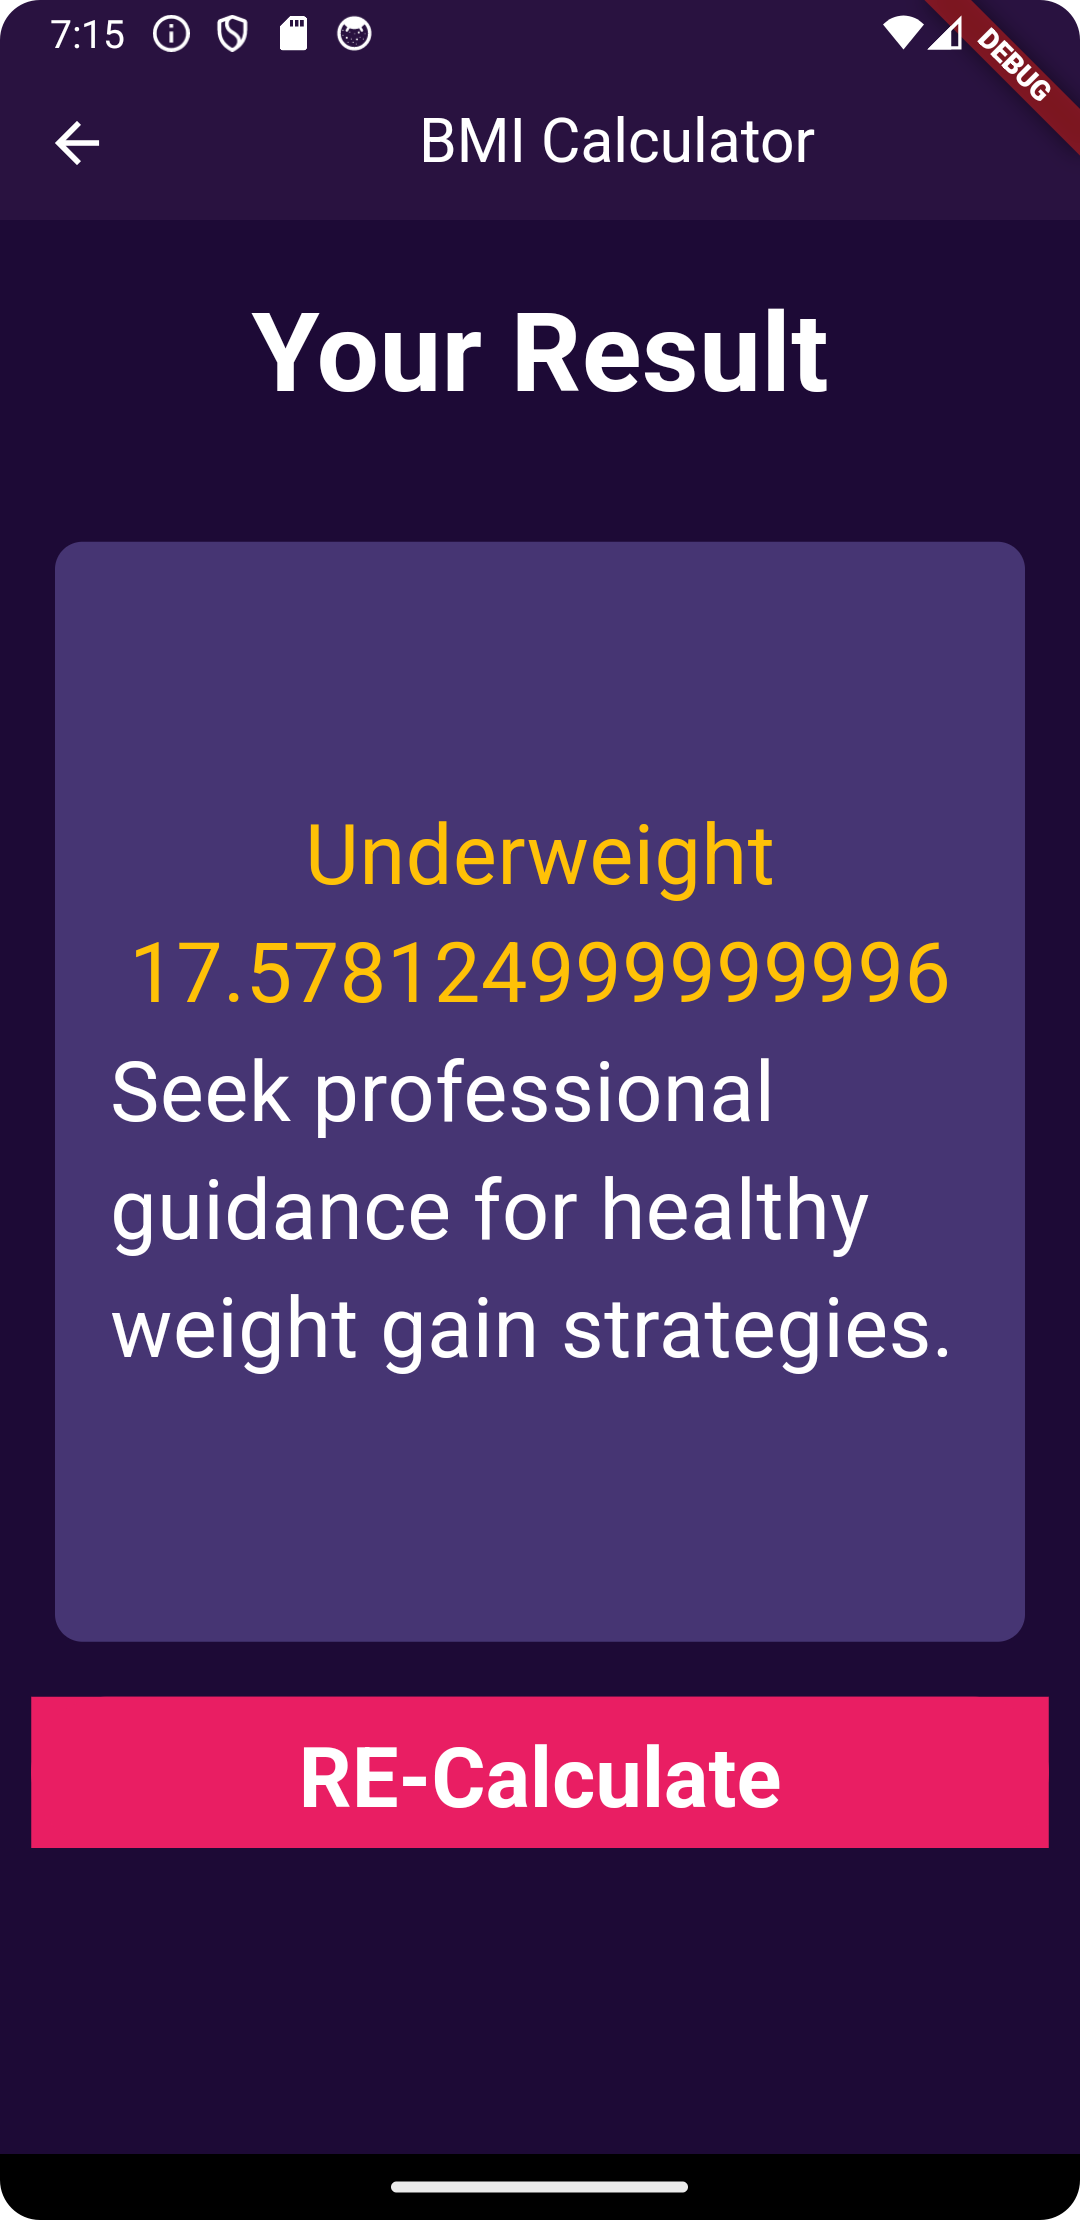 7:15
DEBUG
BMI Calculator
Your Result
Underweight
17.578124999999996
Seek professional
guidance for healthy
weight gain strategies.
RE-Calculate